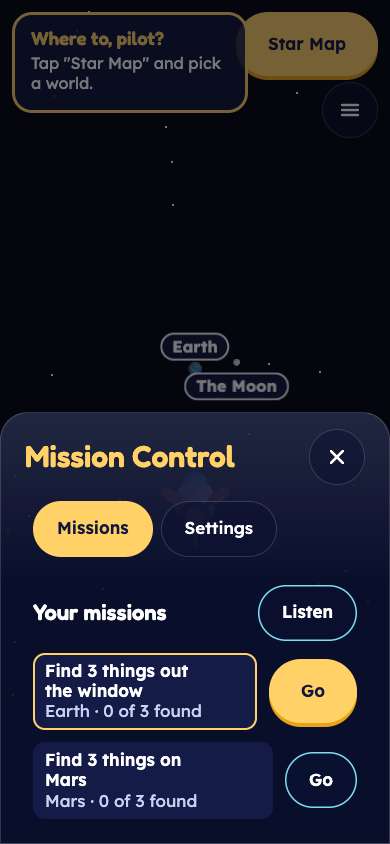 Where to, pilot?
Tap "Star Map" and pick
a world.
Star Map
Earth
The Moon
Mission Control
Missions
Settings
Your missions
Listen
Find 3 things out
the window
Earth · 0 of 3 found
Go
Find 3 things on
Mars
Mars · 0 of 3 found
Go